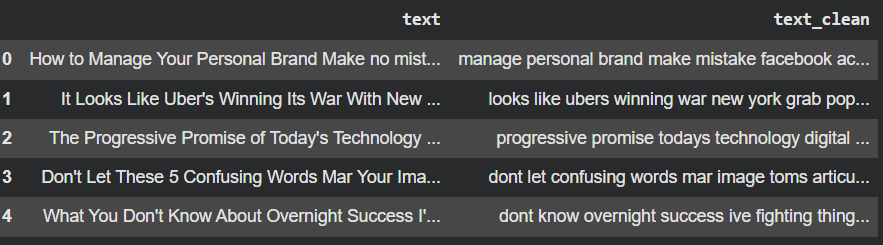 text text_clean
0 How to Manage Your Personal Brand Make no mist... manage personal brand make mistake facebook ac...
1 It Looks Like Uber's Winning Its War With New ... looks like ubers winning war new york grab pop...
2 The Progressive Promise of Today's Technology ... progressive promise todays technology digital ...
3 Don't Let These 5 Confusing Words Mar Your Ima... dont let confusing words mar image toms articu...
4 What You Don't Know About Overnight Success I'... dont know overnight success ive fighting thing...